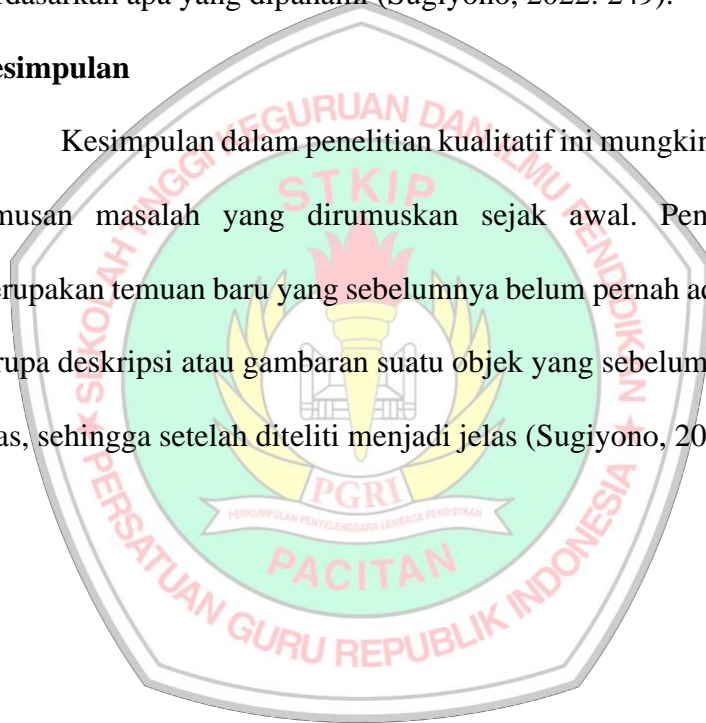 erdasarkan apa yang dipahami (Sugiyono, 2022: 249).
esimpulan
Kesimpulan dalam penelitian kualitatif ini mungkin
musan masalah yang dirumuskan sejak awal. Pen
erupakan temuan baru yang sebelumnya belum pernah ad
rupa deskripsi atau gambaran suatu objek yang sebelum
as, sehingga setelah diteliti menjadi jelas (Sugiyono, 20
SEKOLAH TINGGI KEGURUAN DAN ILMU PENDIDIKAN
STKIP
PGRI
PERKUMPULAN PENYELENGGARA LEMBAGA PENDIDIKAN
PACITAN
PERSATUAN GURU REPUBLIK INDONESIA